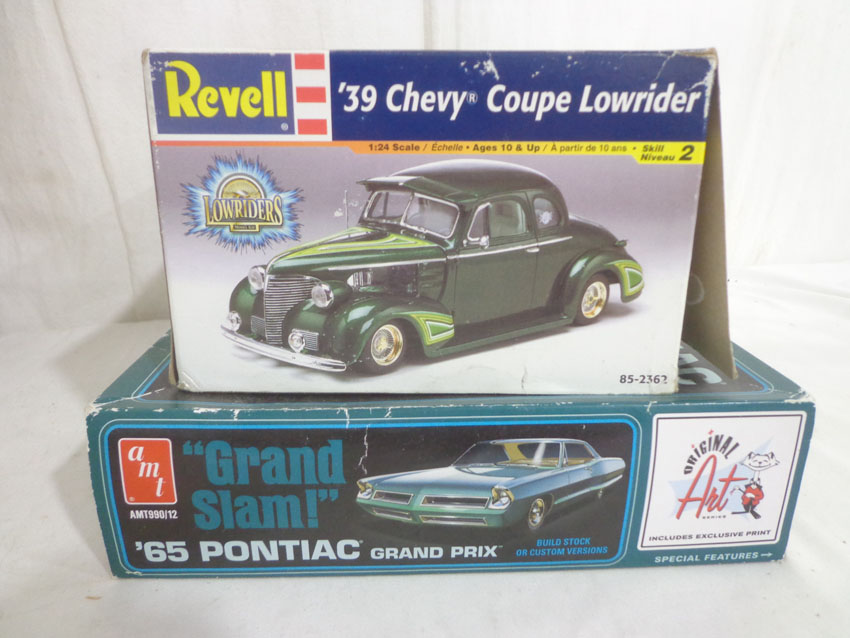 Revell
®
'39 Chevy® Coupe Lowrider
1:24 Scale / Échelle • Ages 10 & Up / À partir de 10 ans • Skill Niveau 2
LOWRIDERS
85-2362
amt
®
AMT990/12
"Grand Slam!"
'65 PONTIAC GRAND PRIX™
BUILD STOCK
OR CUSTOM VERSIONS
ORIGINAL
Art
SERIES
INCLUDES EXCLUSIVE PRINT
SPECIAL FEATURES →